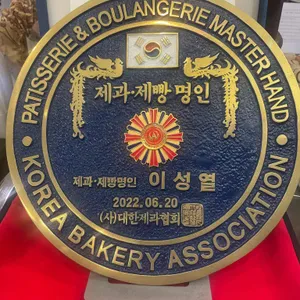 PATISSERIE & BOULANGERIE MASTER HAND
제과·제빵명인
제과·제빵명인 이성열
2022.06.20
(사)대한제과협회
KOREA BAKERY ASSOCIATION